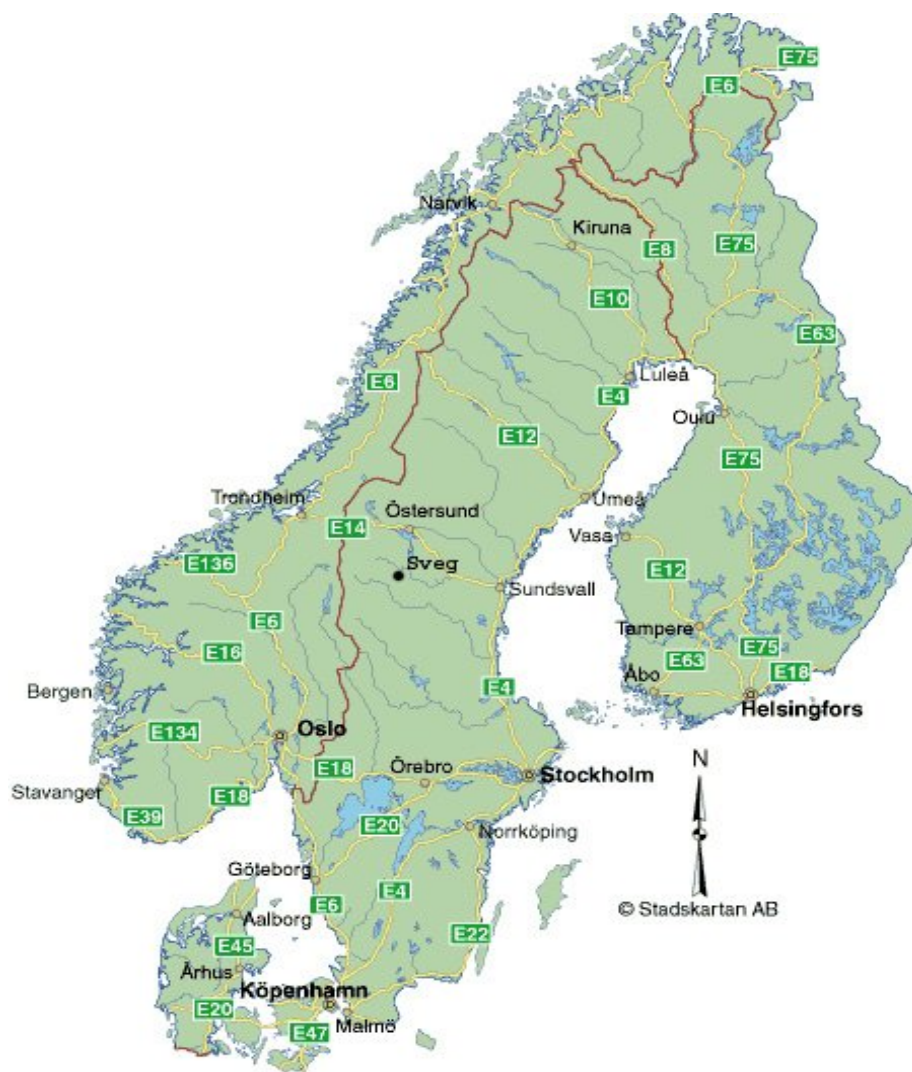 E75
E6
Narvik
Kiruna
E8
E75
E10
E63
E6
Luleå
E4
Oulu
E12
E75
Trondheim
Umeå
Östersund
E14
Vasa
E136
Sveg
E12
Sundsvall
E6
Tampere
E16
E75
E63
E18
Åbo
Bergen
E4
Helsingfors
E134
Oslo
N
E18
Örebro
Stockholm
Stavanger
E18
E39
E20
Norrköping
Göteborg
E4
E6
© Stadskartan AB
Aalborg
E22
E45
Århus
Köpenhamn
E20
Malmö
E47